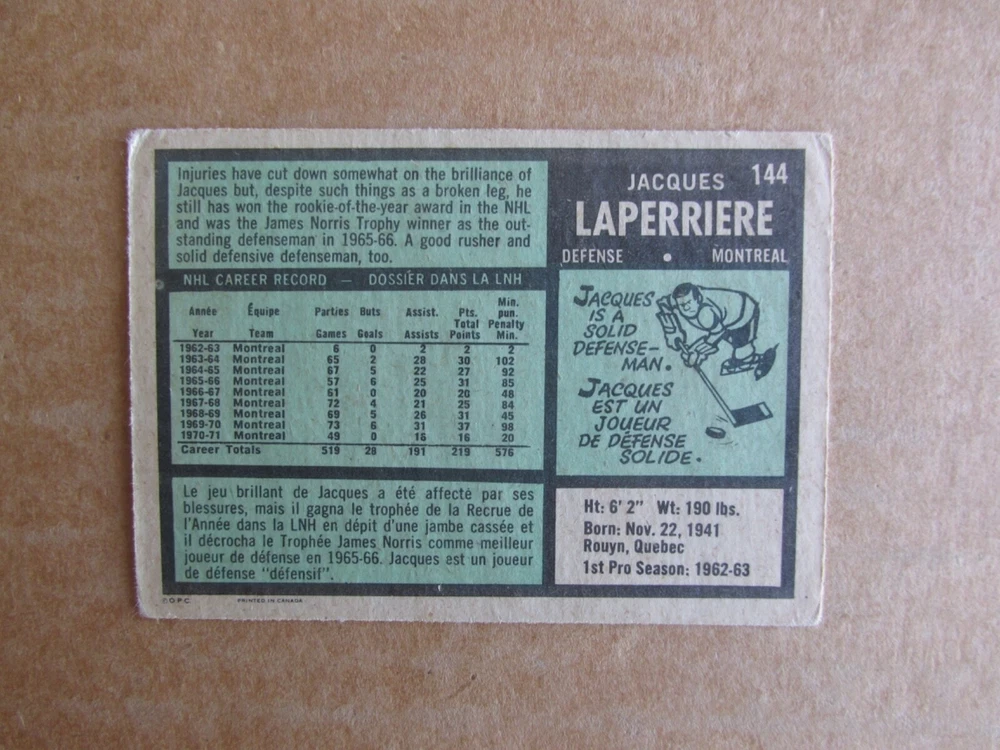 Injuries have cut down somewhat on the brilliance of
Jacques but, despite such things as a broken leg, he
still has won the rookie-of-the-year award in the NHL
and was the James Norris Trophy winner as the out-
standing defenseman in 1965-66. A good rusher and
solid defensive defenseman, too.
JACQUES 144
LAPERRIERE
DEFENSE • MONTREAL
NHL CAREER RECORD — DOSSIER DANS LA LNH
Année Équipe Parties Buts Assist. Pts. Min. pun.
Year Team Games Goals Assists Total Points Penalty Min.
1962-63 Montreal 6 0 2 2 2
1963-64 Montreal 65 2 28 30 102
1964-65 Montreal 67 5 22 27 92
1965-66 Montreal 57 6 25 31 85
1966-67 Montreal 61 0 20 20 48
1967-68 Montreal 72 4 21 25 84
1968-69 Montreal 69 5 26 31 45
1969-70 Montreal 73 6 31 37 98
1970-71 Montreal 49 0 16 16 20
Career Totals 519 28 191 219 576
JACQUES
IS A
SOLID
DEFENSE-
MAN.
JACQUES
EST UN
JOUEUR
DE DÉFENSE
SOLIDE.
Le jeu brillant de Jacques a été affecté par ses
blessures, mais il gagna le trophée de la Recrue de
l'Année dans la LNH en dépit d'une jambe cassée et
il décrocha le Trophée James Norris comme meilleur
joueur de défense en 1965-66. Jacques est un joueur
de défense "défensif".
Ht: 6' 2" Wt: 190 lbs.
Born: Nov. 22, 1941
Rouyn, Quebec
1st Pro Season: 1962-63
©O.P.C. PRINTED IN CANADA